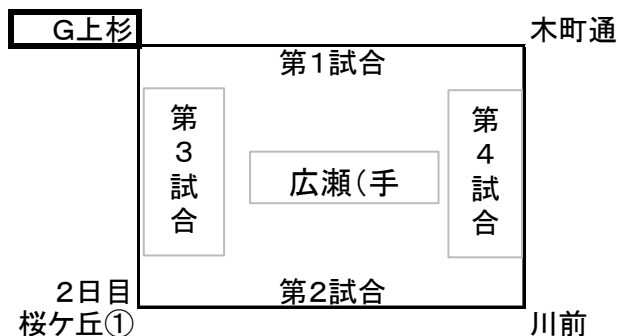 G上杉
木町通
第1試合
第3試合
第4試合
広瀬(手
2日目
桜ケ丘①
第2試合
川前